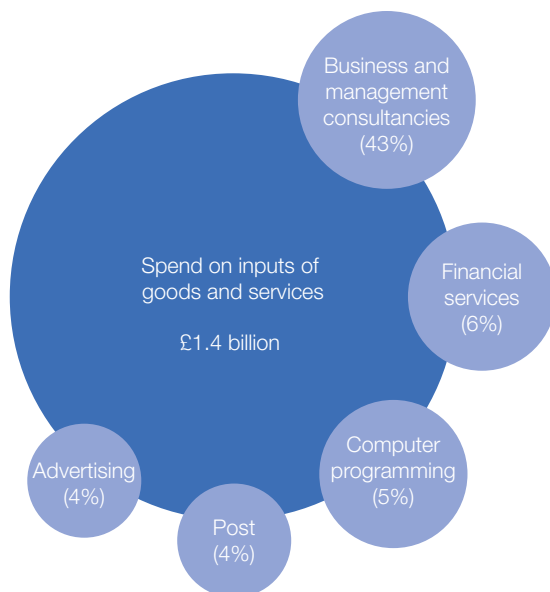 Business and
management
consultancies
(43%)
Spend on inputs of
goods and services
£1.4 billion
Financial
services
(6%)
Computer
programming
(5%)
Advertising
(4%)
Post
(4%)